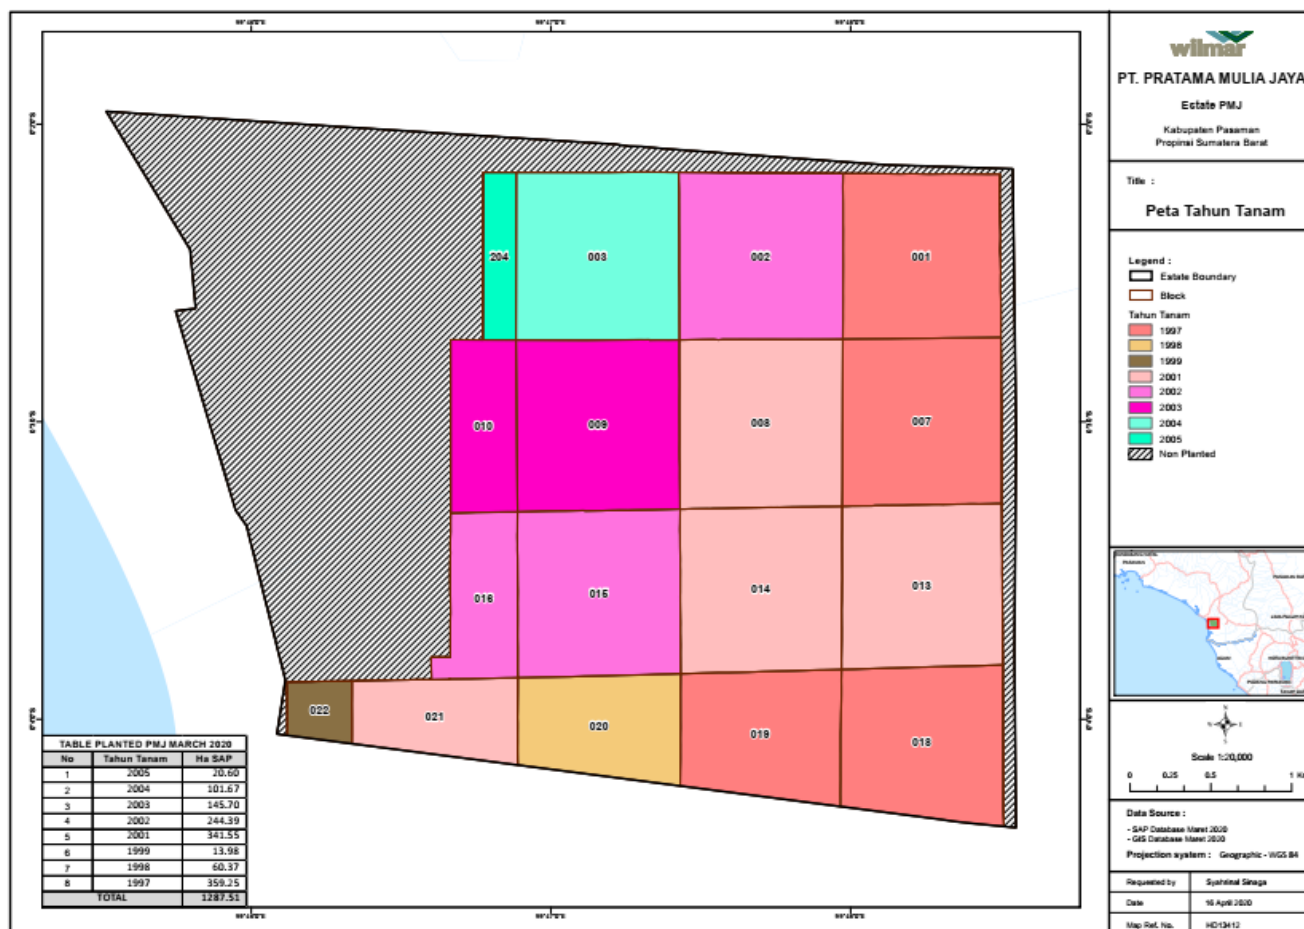 wilmar
PT. PRATAMA MULIA JAYA
Estate PMJ
Kabupaten Pasaman
Propinsi Sumatera Barat
Title :
Peta Tahun Tanam
Legend :
Estate Boundary
Block
Tahun Tanam
1997
1998
1999
2001
2002
2003
2004
2005
Non Planted
204
003
002
001
010
009
008
007
016
015
014
013
022
021
020
019
018
TABLE PLANTED PMJ MARCH 2020
No Tahun Tanam Ha SAP
1 2005 20.60
2 2004 101.67
3 2003 145.70
4 2002 244.39
5 2001 341.55
6 1999 13.98
7 1998 60.37
8 1997 359.25
TOTAL 1287.51
N
Scale 1:20,000
0 0.25 0.5 1
Data Source :
- SAP Database Maret 2020
- GIS Database Maret 2020
Projection system : Geographic - WGS 84
Requested by Syahrinal Sinaga
Date 16 April 2020
Map Ref. No. HO13412